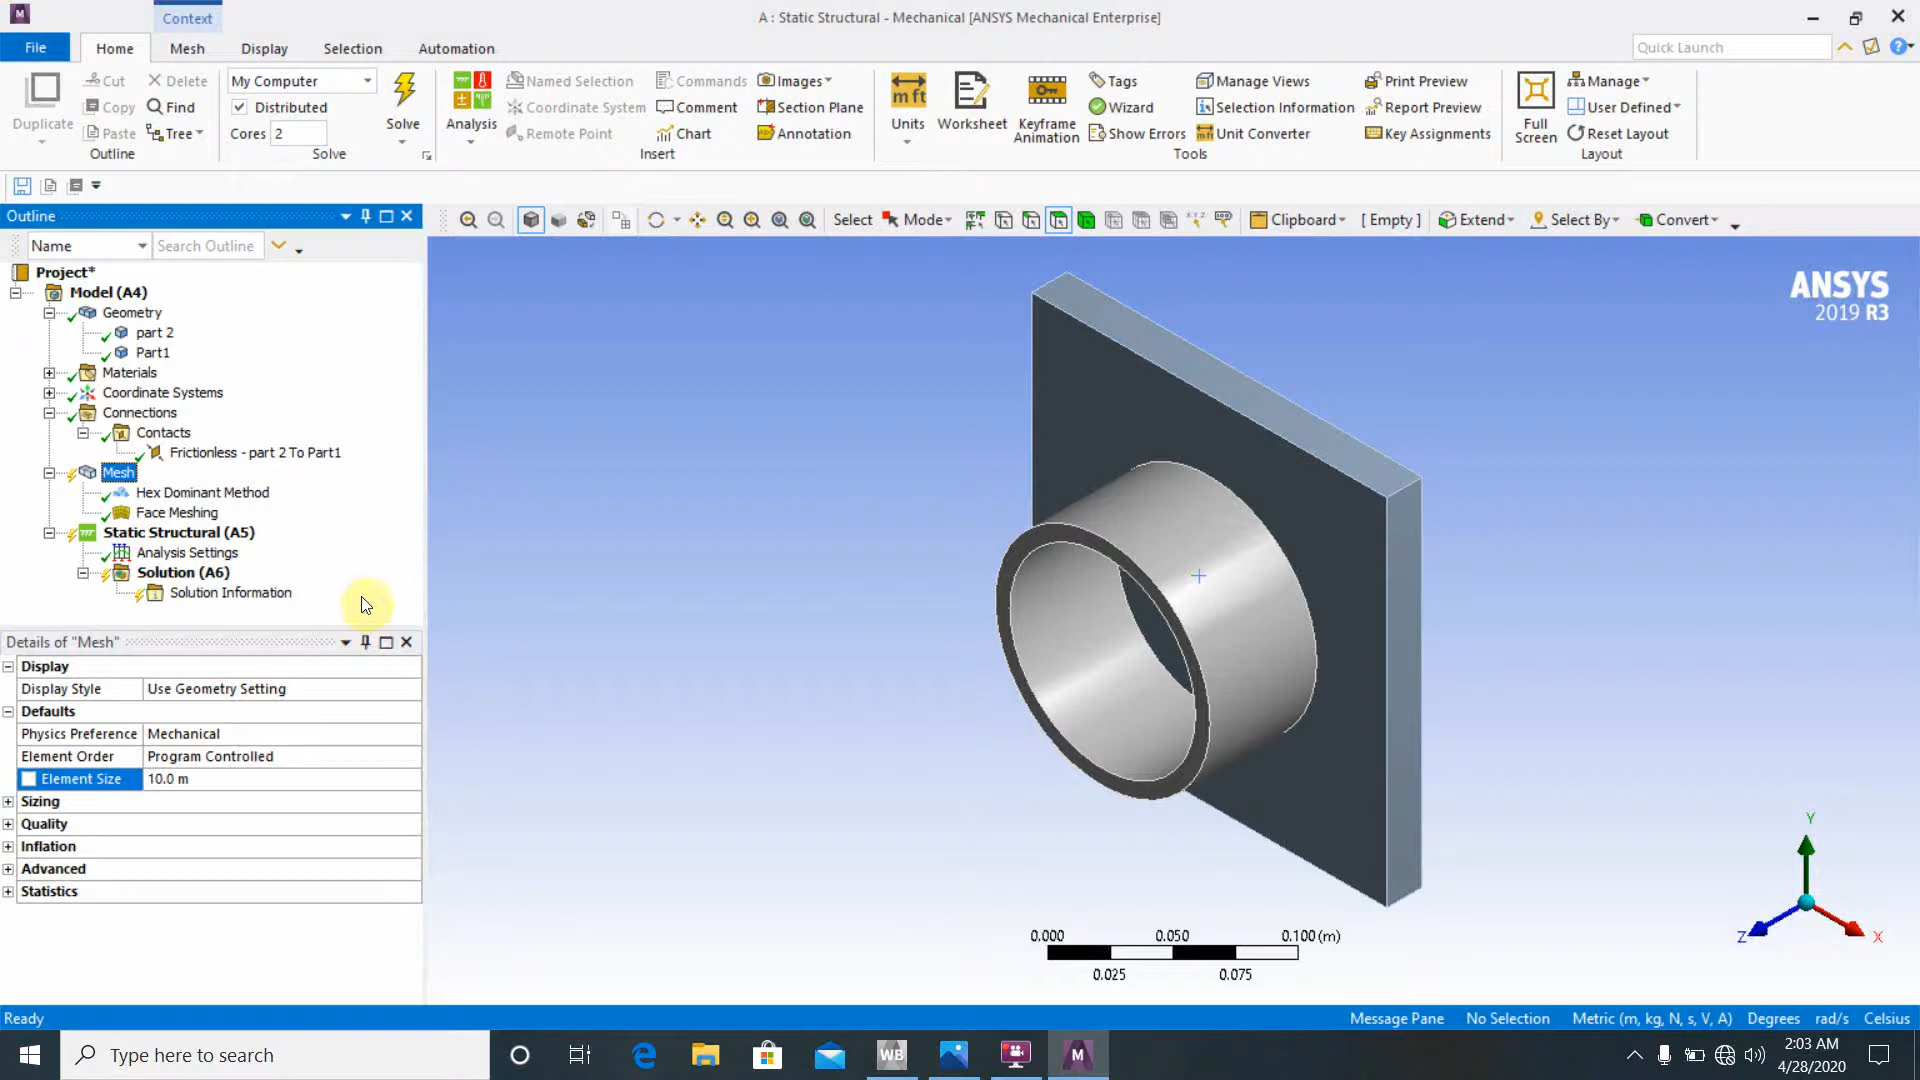 Context
A : Static Structural - Mechanical [ANSYS Mechanical Enterprise]
File Home Mesh Display Selection Automation
Quick Launch
Duplicate
Cut
Copy
Paste
Delete
Find
Tree
Outline
My Computer
Distributed
Cores 2
Solve
Solve
Analysis
Named Selection
Coordinate System
Remote Point
Commands
Comment
Chart
Images
Section Plane
Annotation
Insert
mft
Units
Worksheet
Keyframe
Animation
Tags
Wizard
Show Errors
Manage Views
Selection Information
Unit Converter
Print Preview
Report Preview
Key Assignments
Tools
Full
Screen
Manage
User Defined
Reset Layout
Layout
Outline
Name
Search Outline
Select Mode Clipboard [ Empty ] Extend Select By Convert
Project*
Model (A4)
Geometry
part 2
Part1
Materials
Coordinate Systems
Connections
Contacts
Frictionless - part 2 To Part1
Mesh
Hex Dominant Method
Face Meshing
Static Structural (A5)
Analysis Settings
Solution (A6)
Solution Information
Details of "Mesh"
Display
Display Style Use Geometry Setting
Defaults
Physics Preference Mechanical
Element Order Program Controlled
Element Size 10.0 m
Sizing
Quality
Inflation
Advanced
Statistics
ANSYS
2019 R3
0.000 0.050 0.100 (m)
0.025 0.075
Y
Z X
Ready
Message Pane No Selection Metric (m, kg, N, s, V, A) Degrees rad/s Celsius
Type here to search
WB
M
2:03 AM
4/28/2020